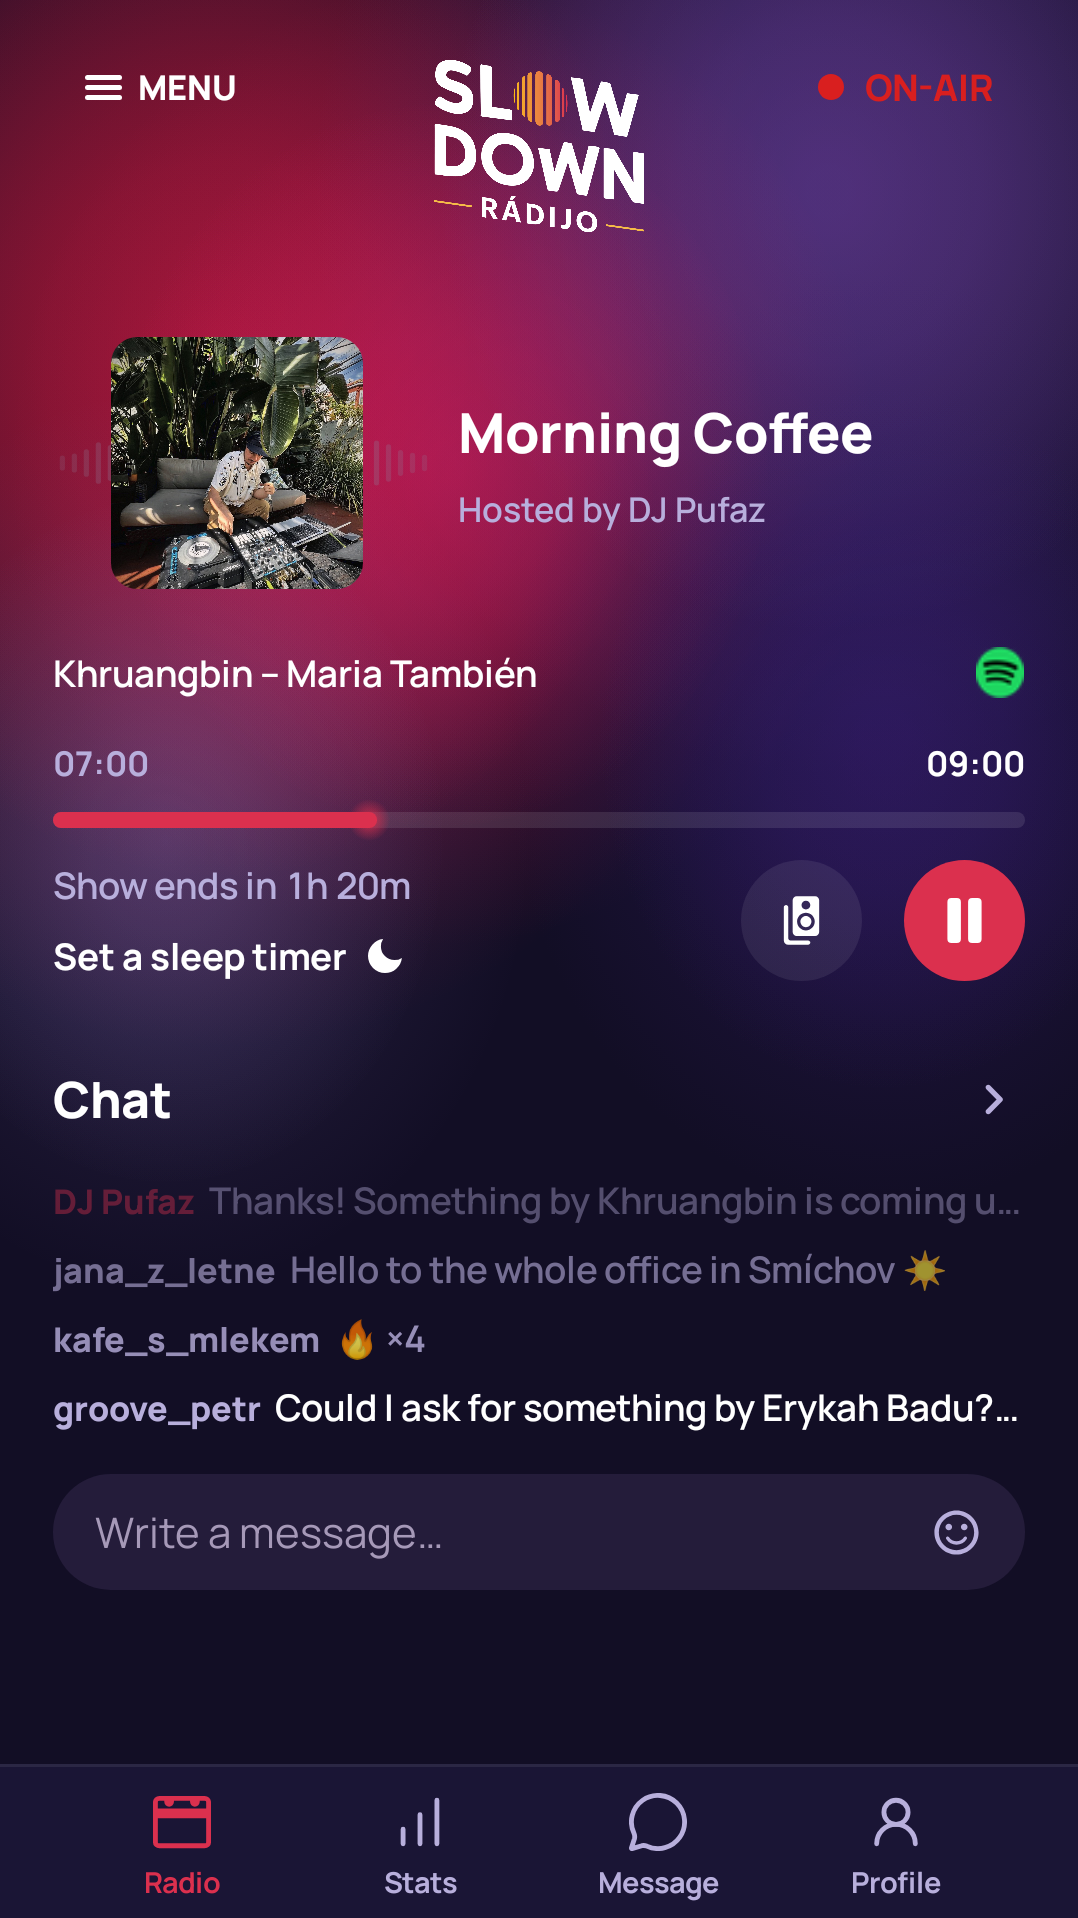 MENU
SLOW
DOWN
RÁDIJO
ON-AIR
Morning Coffee
Hosted by DJ Pufaz
Khruangbin – Maria También
07:00
09:00
Show ends in 1h 20m
Set a sleep timer
Chat
DJ Pufaz Thanks! Something by Khruangbin is coming u…
jana_z_letne Hello to the whole office in Smíchov ☀️
kafe_s_mlekem 🔥 ×4
groove_petr Could I ask for something by Erykah Badu?…
Write a message…
Radio
Stats
Message
Profile